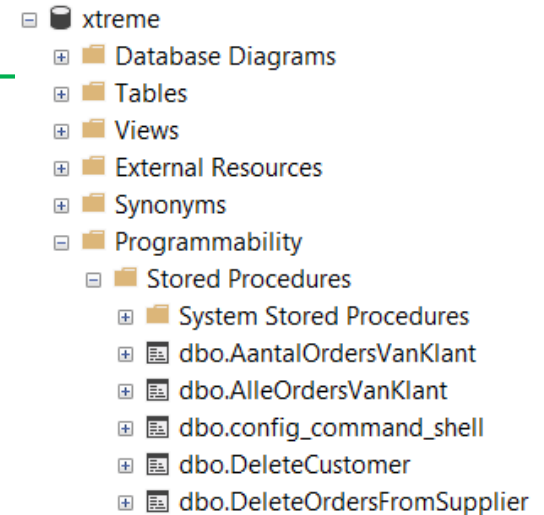 xtreme
Database Diagrams
Tables
Views
External Resources
Synonyms
Programmability
Stored Procedures
System Stored Procedures
dbo.AantalOrdersVanKlant
dbo.AlleOrdersVanKlant
dbo.config_command_shell
dbo.DeleteCustomer
dbo.DeleteOrdersFromSupplier